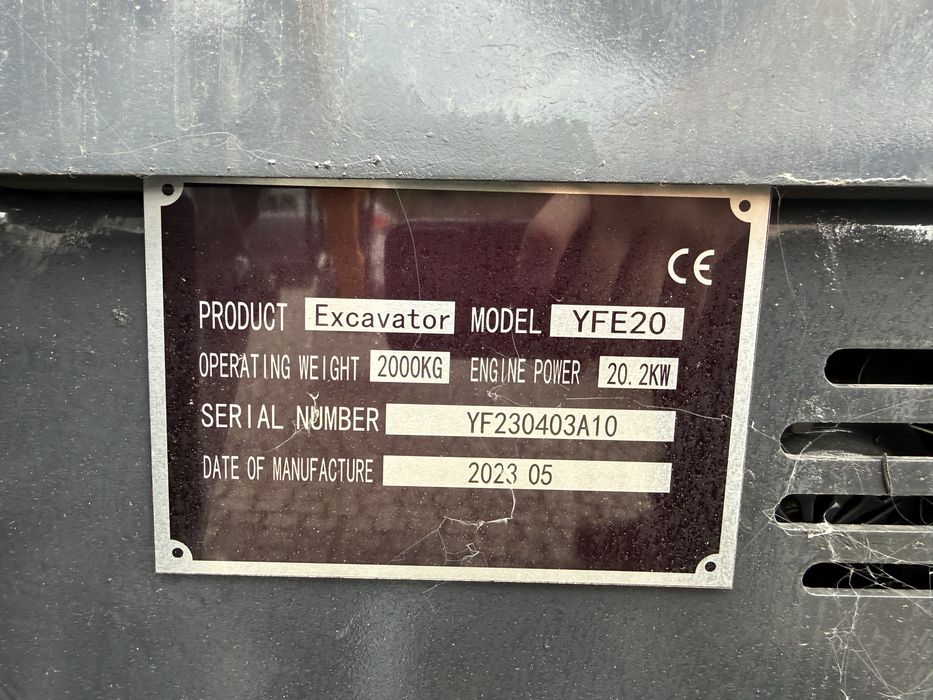 CE
PRODUCT Excavator MODEL YFE20
OPERATING WEIGHT 2000KG ENGINE POWER 20.2KW
SERIAL NUMBER YF230403A10
DATE OF MANUFACTURE 2023 05